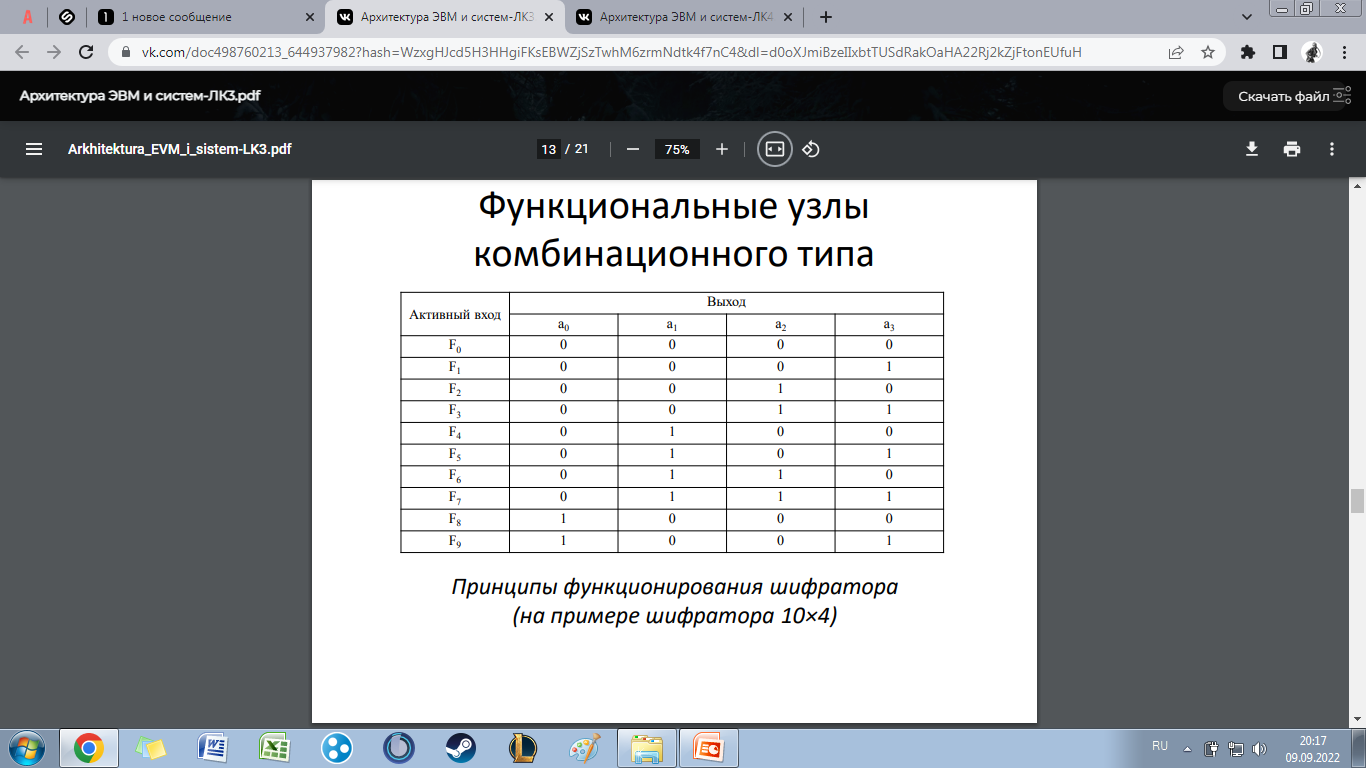 1 новое сообщение
Архитектура ЭВМ и систем-ЛК3
Архитектура ЭВМ и систем-ЛК4
vk.com/doc498760213_644937982?hash=WzxgHJcd5H3HHgiFKsEBWZjSzTwhM6zrmNdtk4f7nC4&dl=d0oXJmiBzeIIxbtTUSdRakOaHA22Rj2kZjFtonEUfuH
Архитектура ЭВМ и систем-ЛК3.pdf
Скачать файл
Arkhitektura_EVM_i_sistem-LK3.pdf
13 / 21
75%
Функциональные узлы
комбинационного типа
Активный вход Выход
a0 a1 a2 a3
F0 0 0 0 0
F1 0 0 0 1
F2 0 0 1 0
F3 0 0 1 1
F4 0 1 0 0
F5 0 1 0 1
F6 0 1 1 0
F7 0 1 1 1
F8 1 0 0 0
F9 1 0 0 1
Принципы функционирования шифратора
(на примере шифратора 10×4)
RU
20:17
09.09.2022